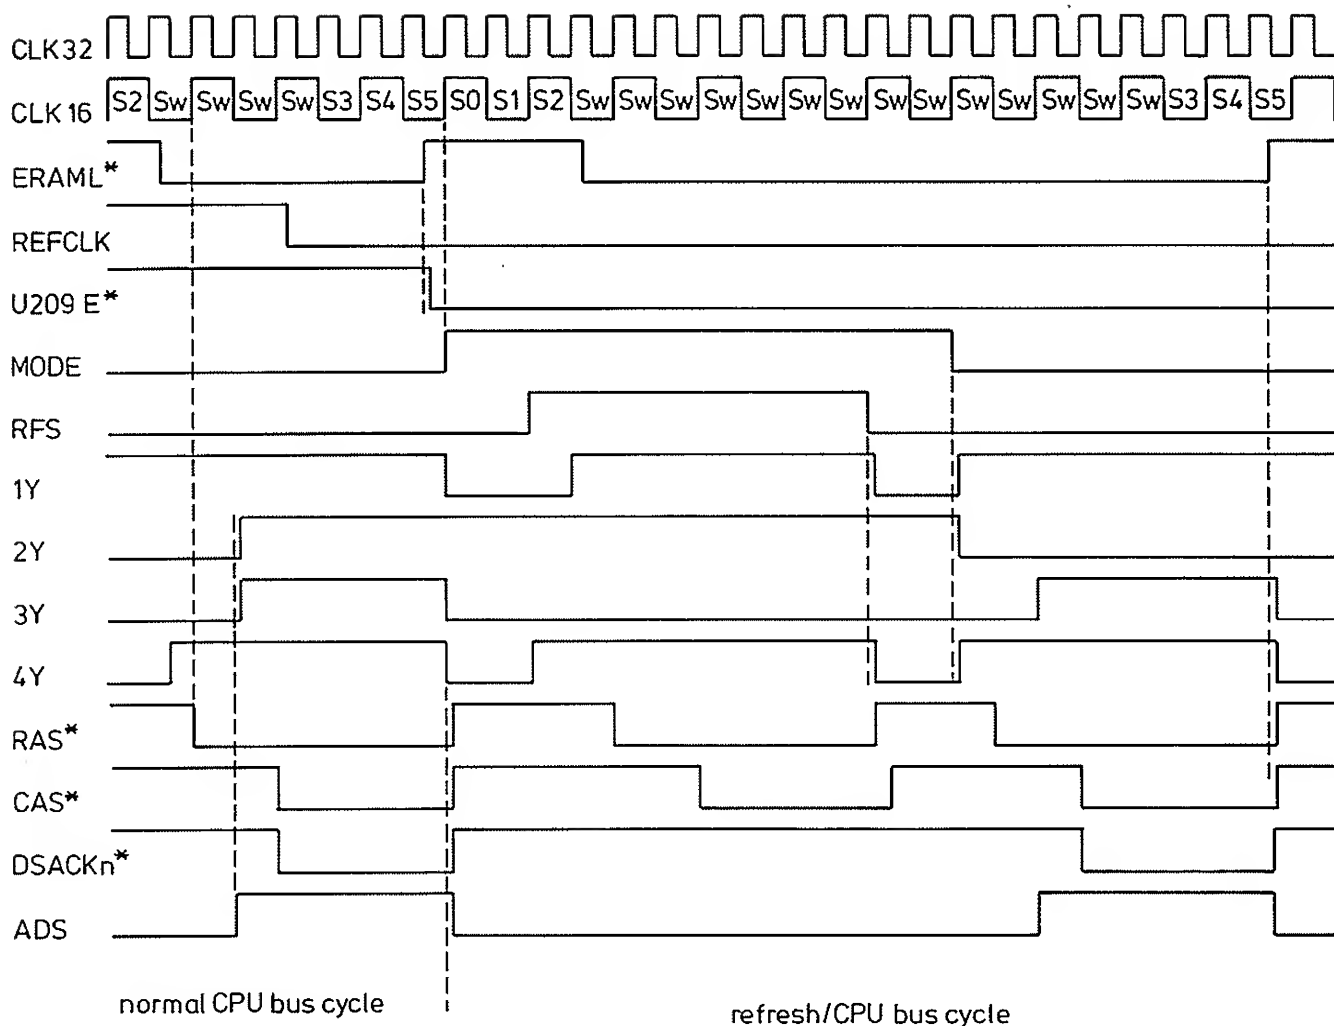 CLK32
CLK16 S2 Sw Sw Sw Sw S3 S4 S5 S0 S1 S2 Sw Sw Sw Sw Sw Sw Sw Sw Sw Sw Sw Sw Sw Sw S3 S4 S5
ERAML*
REFCLK
U209 E*
MODE
RFS
1Y
2Y
3Y
4Y
RAS*
CAS*
DSACKn*
ADS
normal CPU bus cycle
refresh/CPU bus cycle